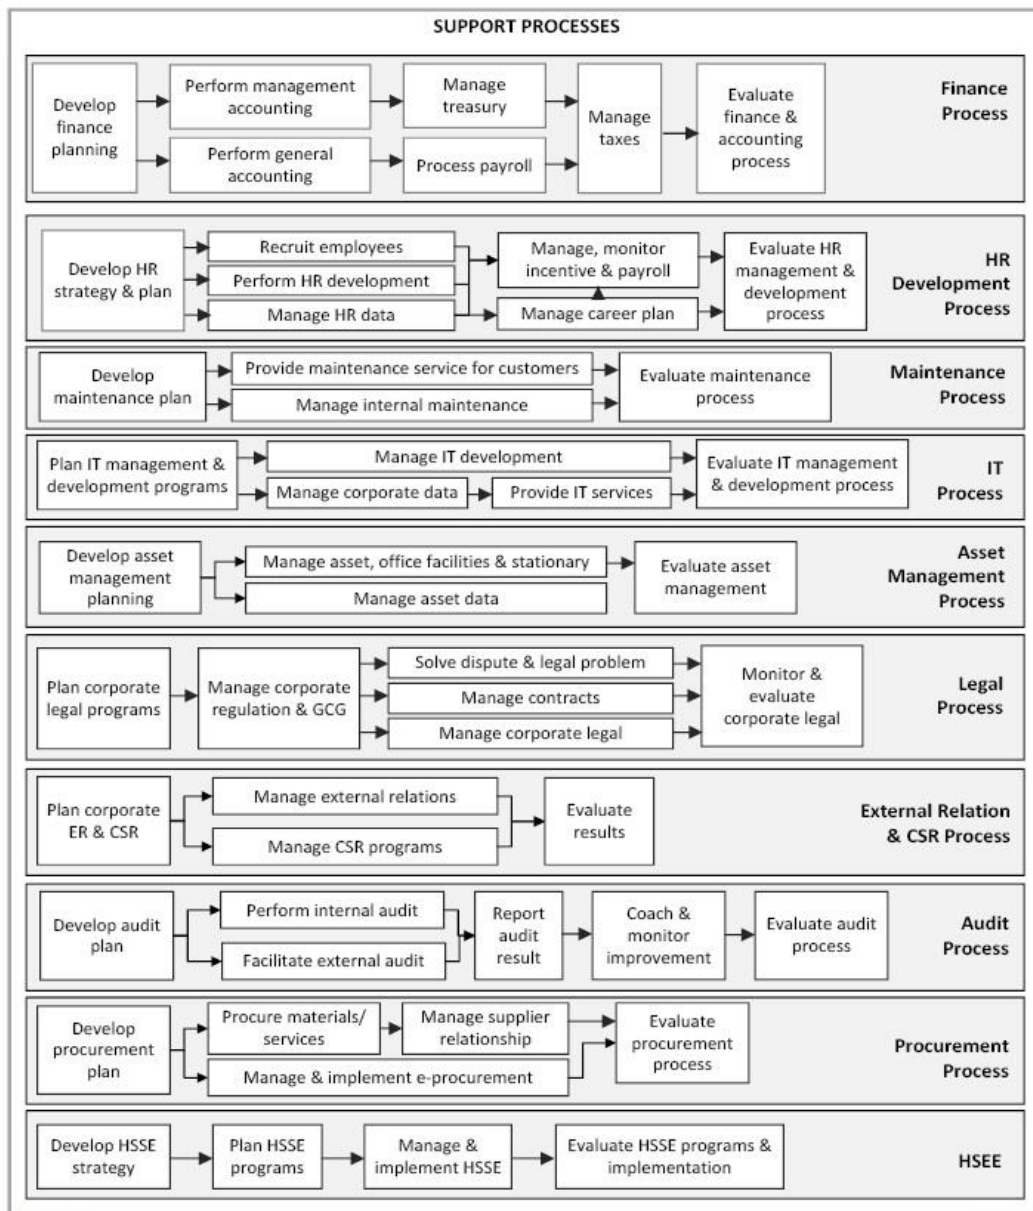 SUPPORT PROCESSES
Develop
finance
planning
Perform management
accounting
Manage
treasury
Perform general
accounting
Process payroll
Manage
taxes
Evaluate
finance &
accounting
process
Finance
Process
Develop HR
strategy & plan
Recruit employees
Perform HR development
Manage HR data
Manage, monitor
incentive & payroll
Manage career plan
Evaluate HR
management &
development
process
HR
Development
Process
Develop
maintenance plan
Provide maintenance service for customers
Manage internal maintenance
Evaluate maintenance
process
Maintenance
Process
Plan IT management &
development programs
Manage IT development
Manage corporate data
Provide IT services
Evaluate IT management
& development process
IT
Process
Develop asset
management
planning
Manage asset, office facilities & stationary
Manage asset data
Evaluate asset
management
Asset
Management
Process
Plan corporate
legal programs
Manage corporate
regulation & GCG
Solve dispute & legal problem
Manage contracts
Manage corporate legal
Monitor &
evaluate
corporate legal
Legal
Process
Plan corporate
ER & CSR
Manage external relations
Manage CSR programs
Evaluate
results
External Relation
& CSR Process
Develop audit
plan
Perform internal audit
Facilitate external audit
Report
audit
result
Coach &
monitor
improvement
Evaluate audit
process
Audit
Process
Develop
procurement
plan
Procure materials/
services
Manage supplier
relationship
Manage & implement e-procurement
Evaluate
procurement
process
Procurement
Process
Develop HSSE
strategy
Plan HSSE
programs
Manage &
implement HSSE
Evaluate HSSE programs &
implementation
HSEE